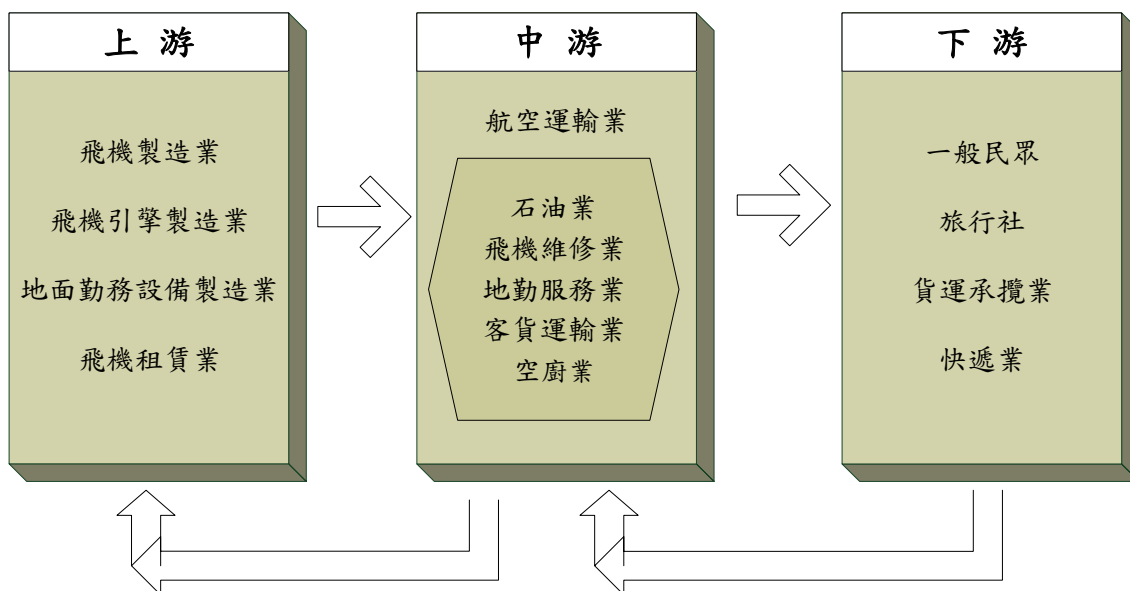 上 游
飛機製造業
飛機引擎製造業
地面勤務設備製造業
飛機租賃業
中 游
航空運輸業
石油業
飛機維修業
地勤服務業
客貨運輸業
空廚業
下 游
一般民眾
旅行社
貨運承攬業
快遞業